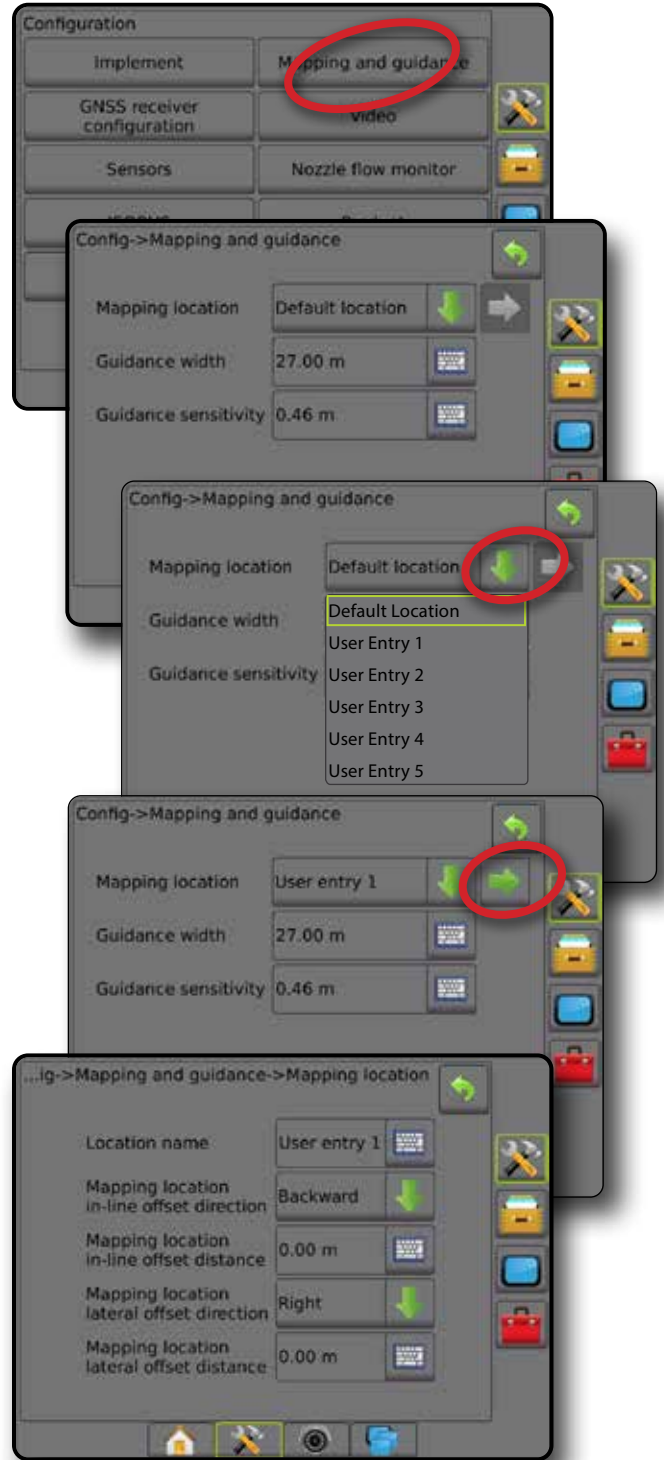 Configuration
Implement
Mapping and guidance
GNSS receiver
configuration
Video
Sensors
Nozzle flow monitor
Config->Mapping and guidance
Mapping location
Default location
Guidance width
27.00 m
Guidance sensitivity
0.46 m
Config->Mapping and guidance
Mapping location
Default location
Guidance width
Guidance sensitivity
Default Location
User Entry 1
User Entry 2
User Entry 3
User Entry 4
User Entry 5
Config->Mapping and guidance
Mapping location
User entry 1
Guidance width
27.00 m
Guidance sensitivity
0.46 m
...ig->Mapping and guidance->Mapping location
Location name
User entry 1
Mapping location
in-line offset direction
Backward
Mapping location
in-line offset distance
0.00 m
Mapping location
lateral offset direction
Right
Mapping location
lateral offset distance
0.00 m